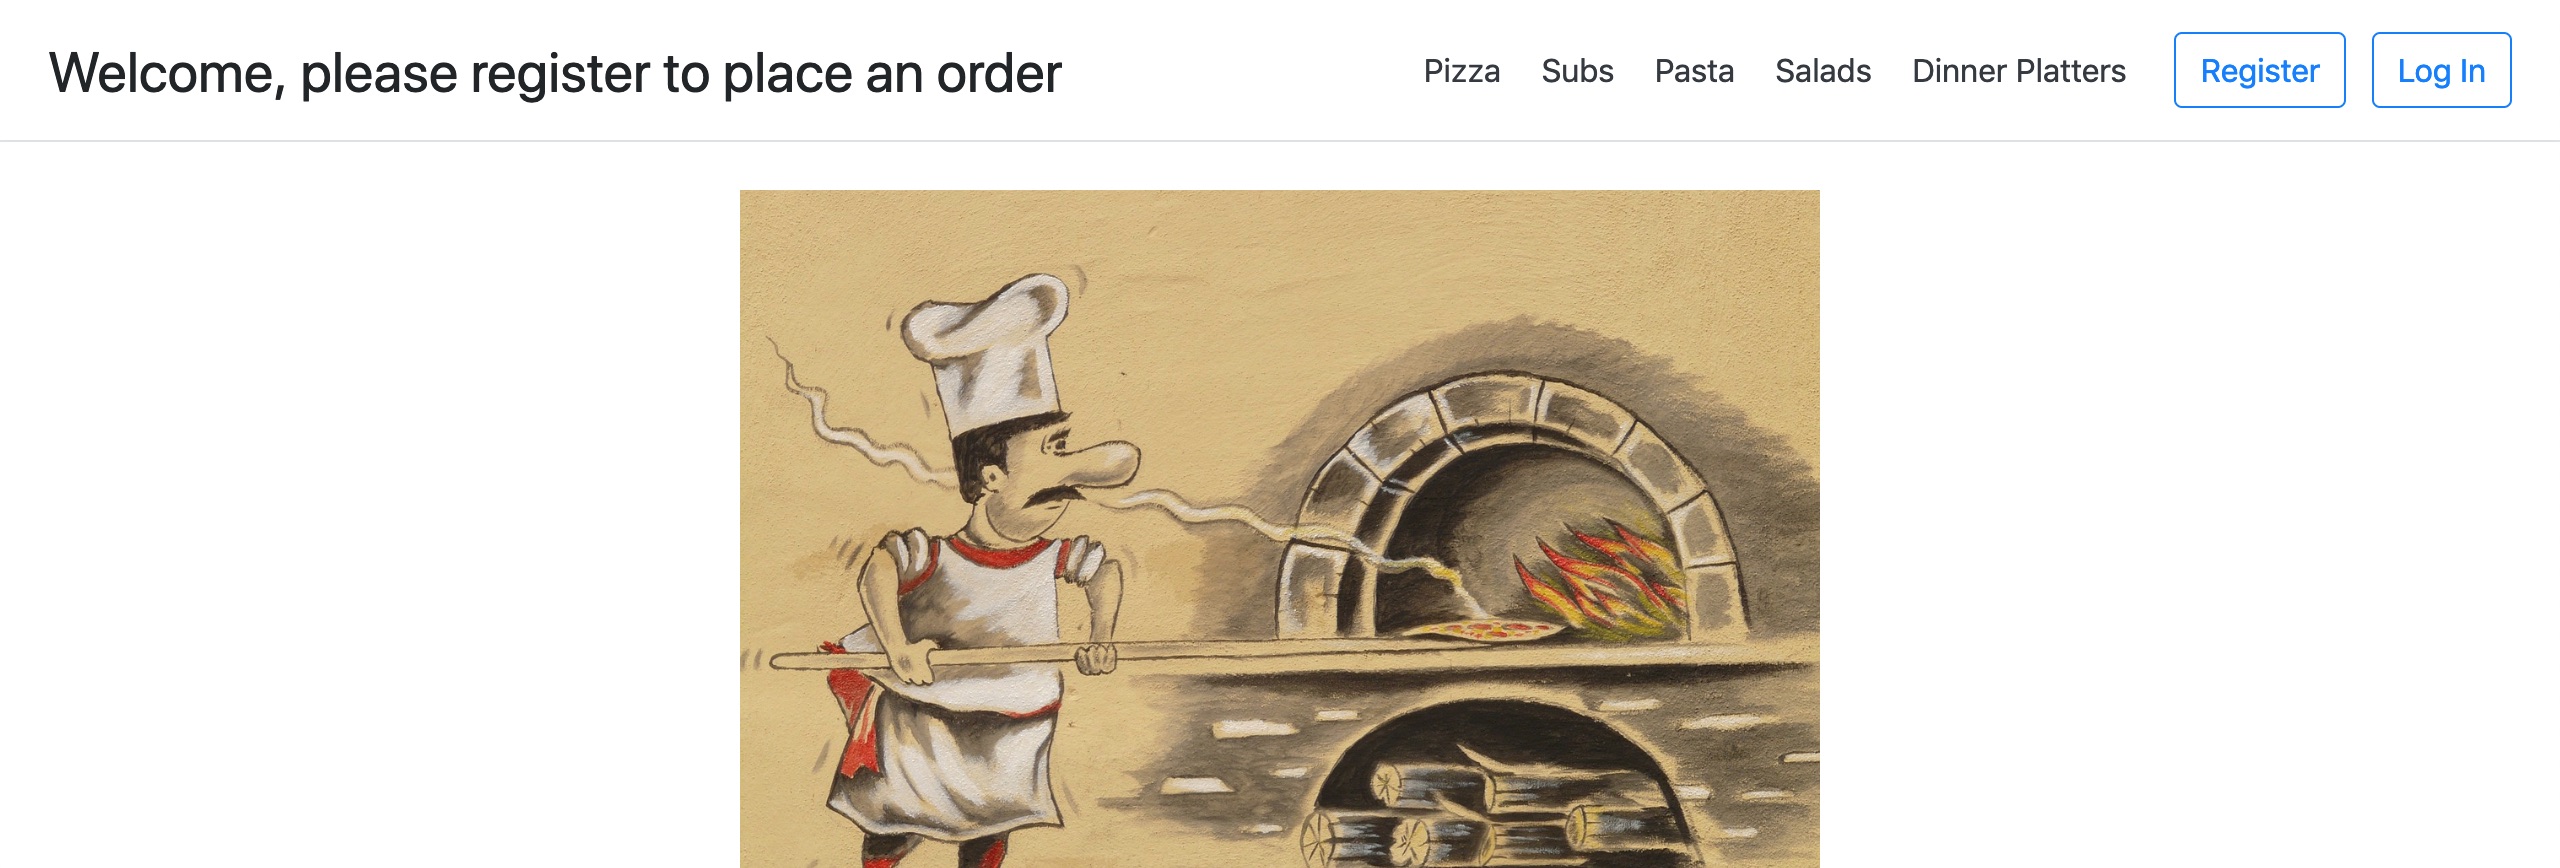 Welcome, please register to place an order
Pizza Subs Pasta Salads Dinner Platters Register Log In